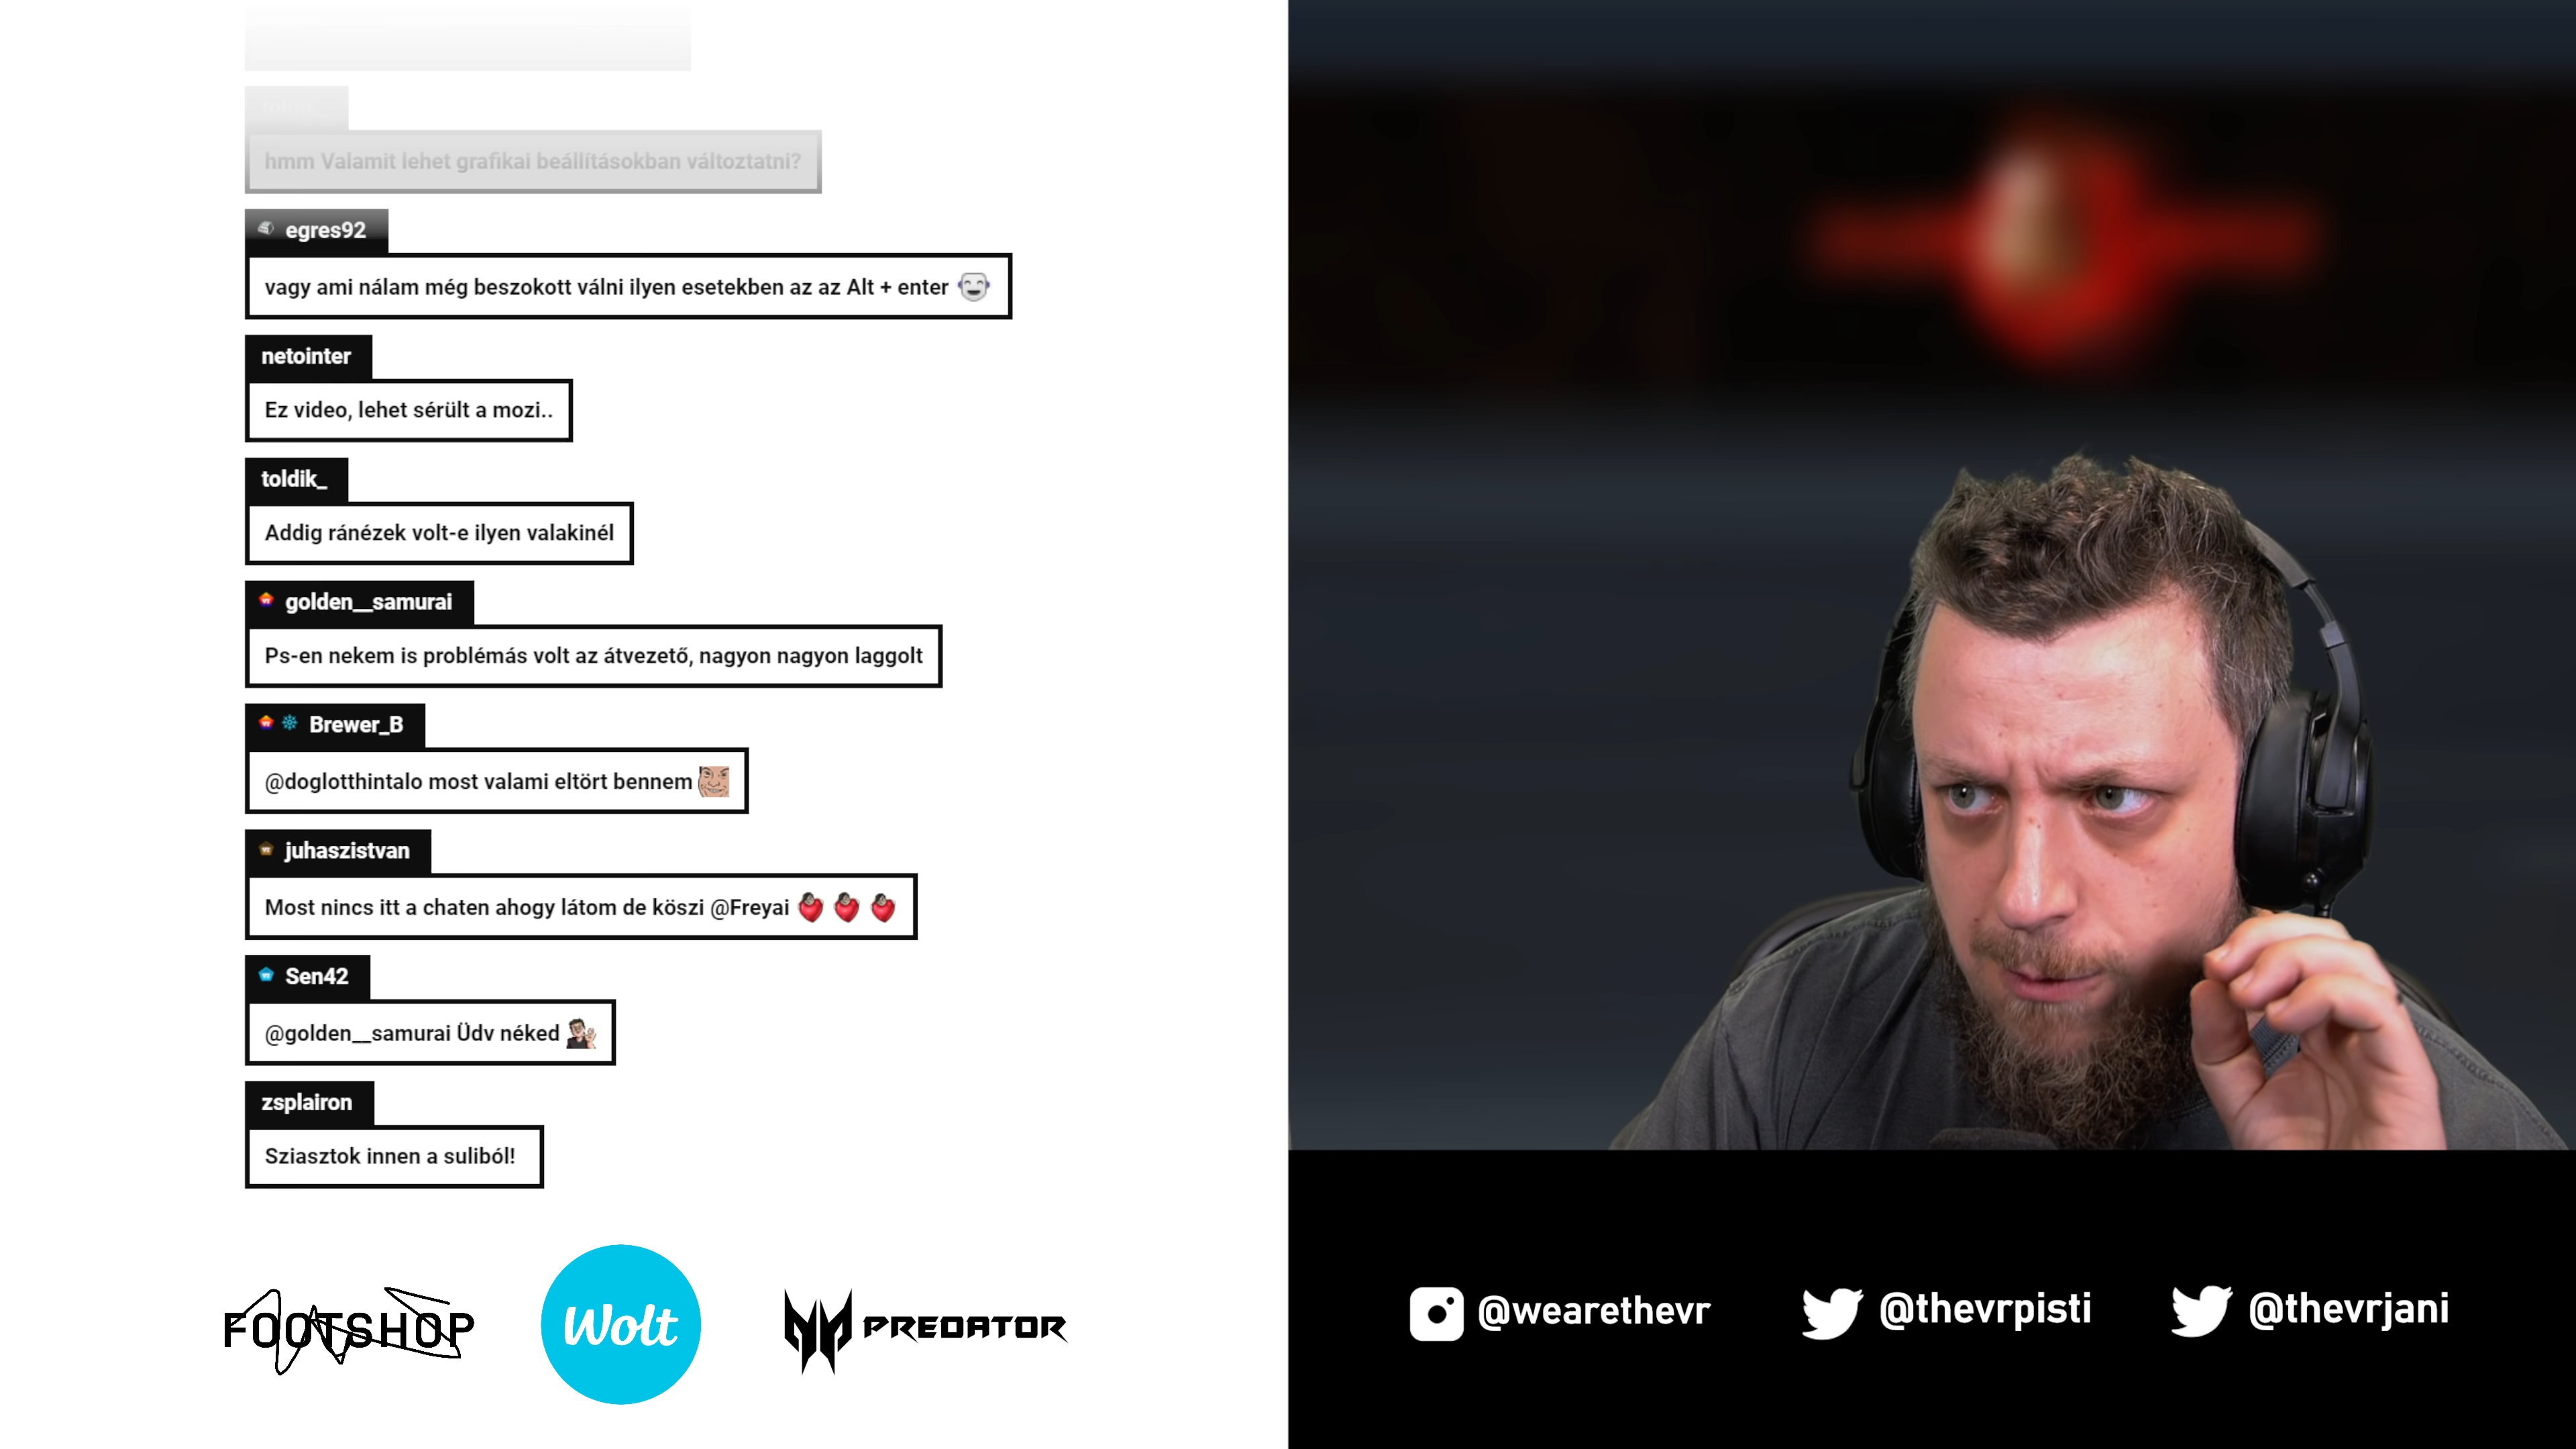 hmm Valamit lehet grafikai beállításokban változtatni?
egres92
vagy ami nálam még beszokott válni ilyen esetekben az az Alt + enter
netointer
Ez video, lehet sérült a mozi..
toldik_
Addig ránézek volt-e ilyen valakinél
golden__samurai
Ps-en nekem is problémás volt az átvezető, nagyon nagyon laggolt
Brewer_B
@doglotthintalo most valami eltört bennem
juhaszistvan
Most nincs itt a chaten ahogy látom de köszi @Freyai
Sen42
@golden__samurai Üdv néked
zsplairon
Sziasztok innen a suliból!
FOOTSHOP
Wolt
PREDATOR
@wearethevr
@thevrpisti
@thevrjani